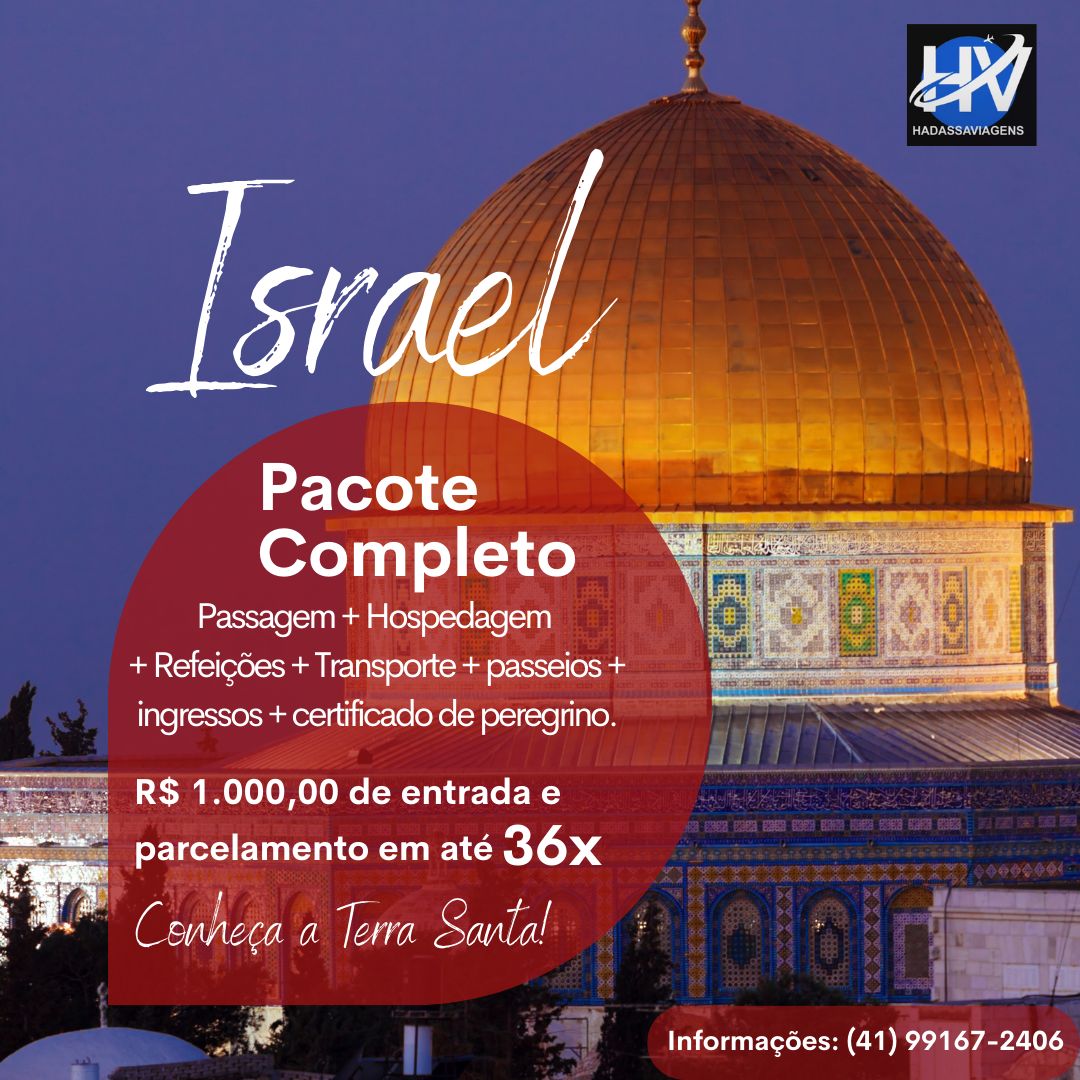 HV
HADASSAVIAGENS
Israel
Pacote
Completo
Passagem + Hospedagem
+ Refeições + Transporte + passeios +
ingressos + certificado de peregrino.
R$ 1.000,00 de entrada e
parcelamento em até 36x
Conheça a Terra Santa!
Informações: (41) 99167-2406